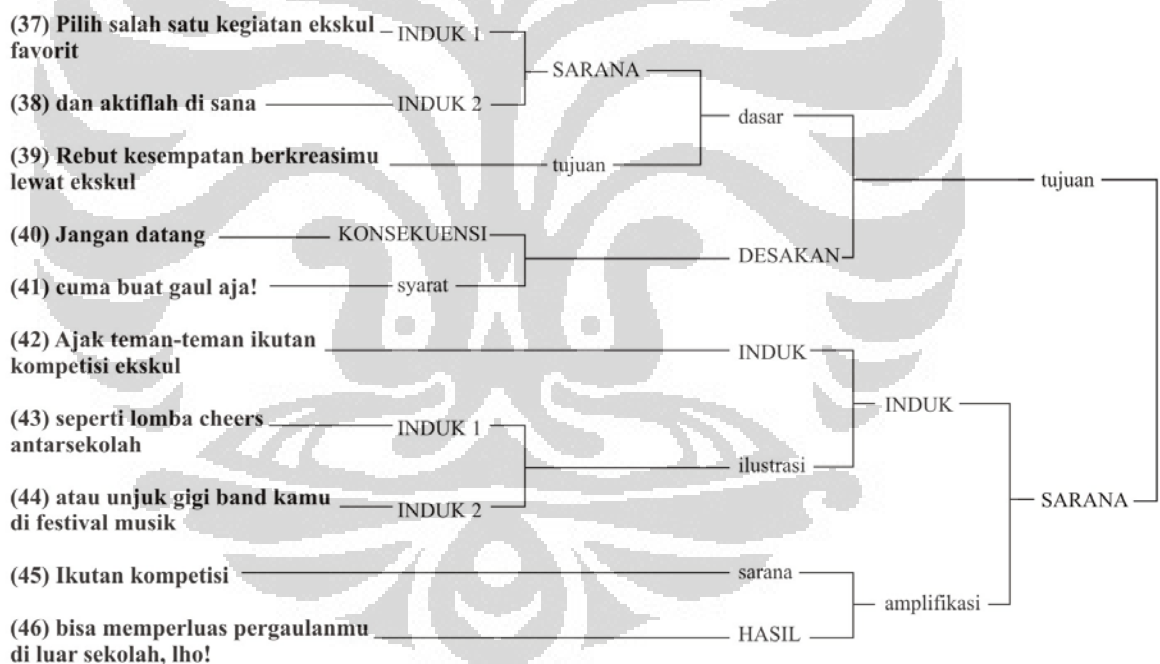 (37) Pilih salah satu kegiatan ekskul
favorit
INDUK 1
SARANA
(38) dan aktiflah di sana
INDUK 2
dasar
(39) Rebut kesempatan berkreasimu
lewat ekskul
tujuan
tujuan
(40) Jangan datang
KONSEKUENSI
DESAKAN
(41) cuma buat gaul aja!
syarat
(42) Ajak teman-teman ikutan
kompetisi ekskul
INDUK
INDUK
(43) seperti lomba cheers
antarsekolah
INDUK 1
ilustrasi
(44) atau unjuk gigi band kamu
di festival musik
INDUK 2
SARANA
(45) Ikutan kompetisi
sarana
amplifikasi
(46) bisa memperluas pergaulanmu
di luar sekolah, lho!
HASIL